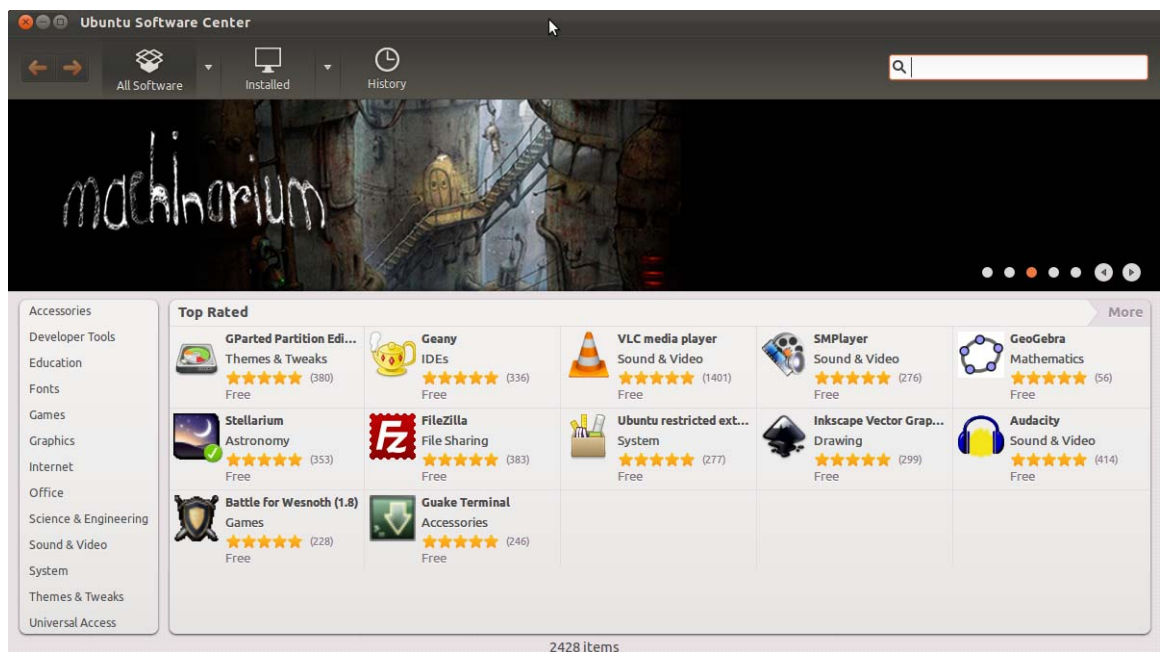 Ubuntu Software Center
All Software
Installed
History
machinarium
Accessories
Developer Tools
Education
Fonts
Games
Graphics
Internet
Office
Science & Engineering
Sound & Video
System
Themes & Tweaks
Universal Access
Top Rated
More
GParted Partition Edi...
Themes & Tweaks
(380)
Free
Geany
IDEs
(336)
Free
VLC media player
Sound & Video
(1401)
Free
SMPlayer
Sound & Video
(276)
Free
GeoGebra
Mathematics
(56)
Free
Stellarium
Astronomy
(353)
Free
FileZilla
File Sharing
(383)
Free
Ubuntu restricted ext...
System
(277)
Free
Inkscape Vector Grap...
Drawing
(299)
Free
Audacity
Sound & Video
(414)
Free
Battle for Wesnoth (1.8)
Games
(228)
Free
Guake Terminal
Accessories
(246)
Free
2428 items